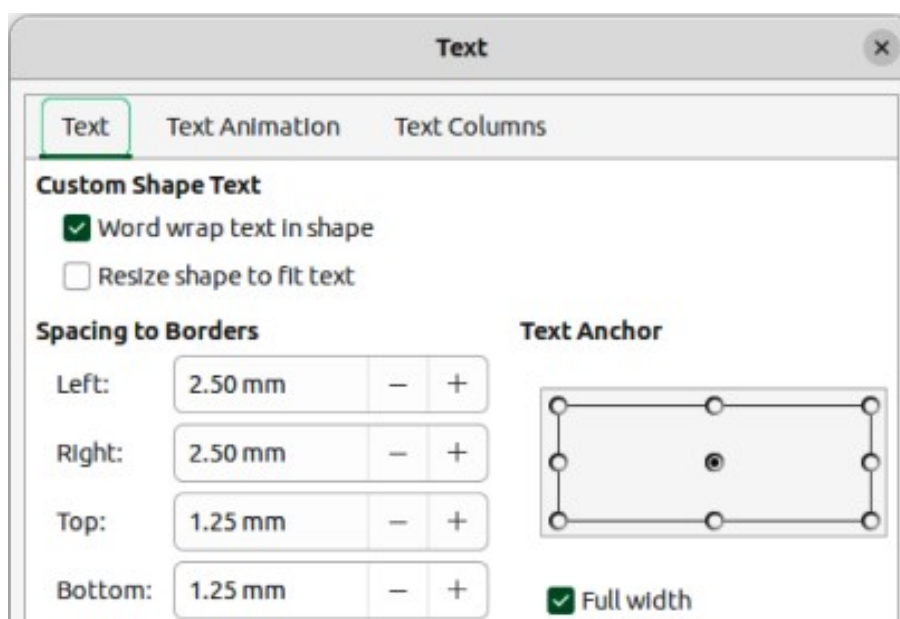 Text
Text Text Animation Text Columns
Custom Shape Text
Word wrap text in shape
Resize shape to fit text
Spacing to Borders Text Anchor
Left: 2.50 mm − +
Right: 2.50 mm − +
Top: 1.25 mm − +
Bottom: 1.25 mm − +
Full width